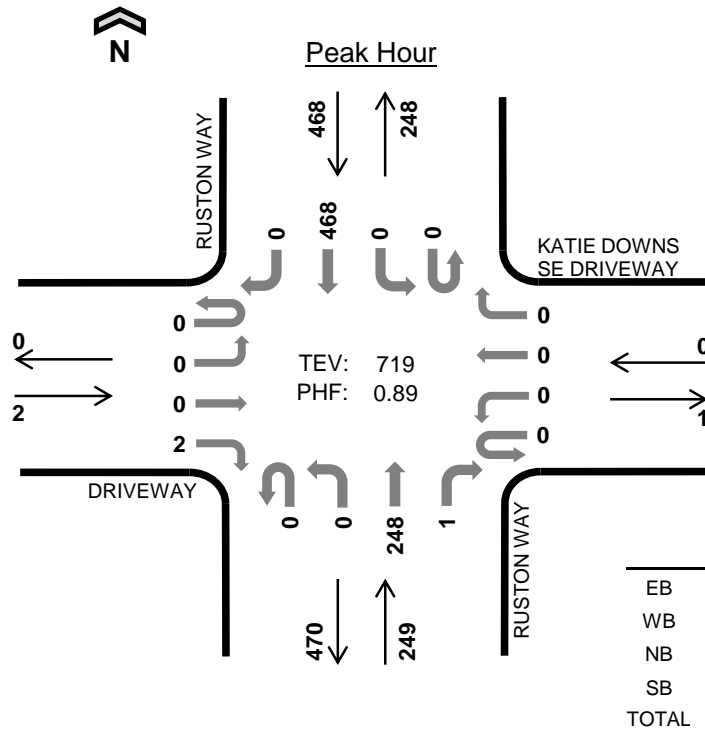 N
Peak Hour
468
248
RUSTON WAY
0
468
0
0
KATIE DOWNS
SE DRIVEWAY
0
0
0
0
0
2
0
0
2
TEV: 719
PHF: 0.89
0
0
0
0
1
DRIVEWAY
0
0
248
1
RUSTON WAY
470
249
EB
WB
NB
SB
TOTAL